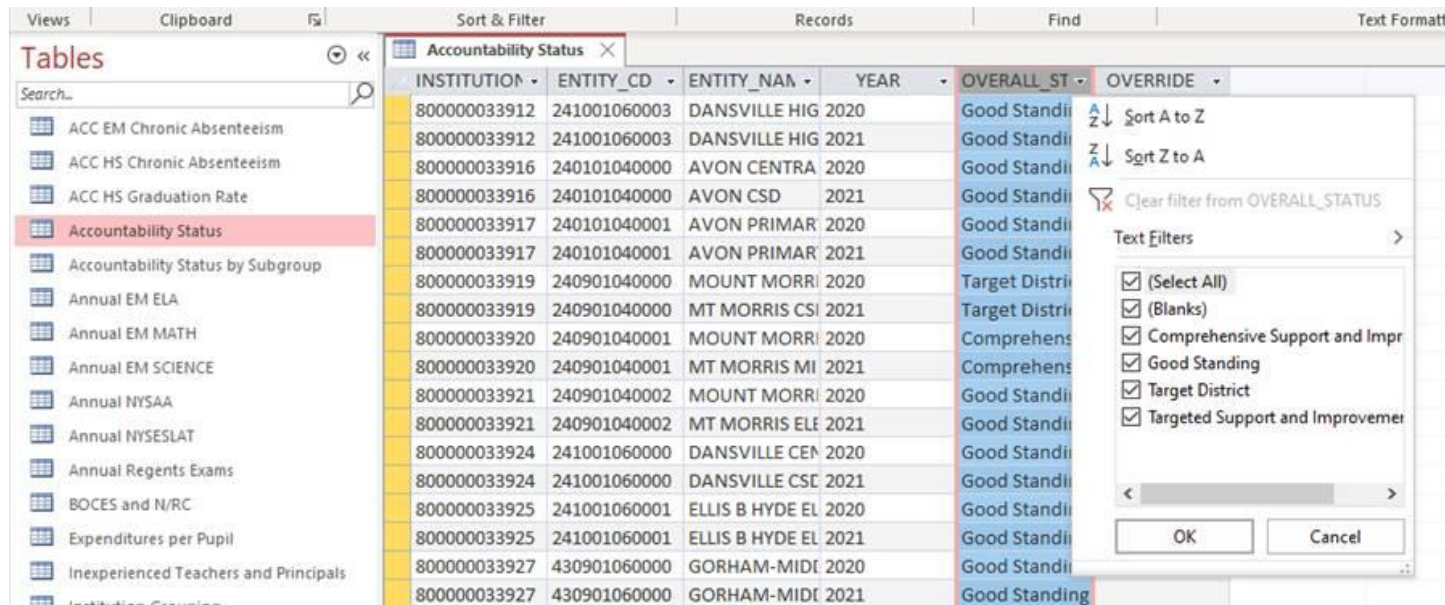 Views Clipboard Sort & Filter Records Find Text Formatt
Tables
Search...
ACC EM Chronic Absenteeism
ACC HS Chronic Absenteeism
ACC HS Graduation Rate
Accountability Status
Accountability Status by Subgroup
Annual EM ELA
Annual EM MATH
Annual EM SCIENCE
Annual NYSAA
Annual NYSESLAT
Annual Regents Exams
BOCES and N/RC
Expenditures per Pupil
Inexperienced Teachers and Principals
Institution Grouping
Accountability Status
INSTITUTION ENTITY_CD ENTITY_NAM YEAR OVERALL_ST OVERRIDE
800000033912 241001060003 DANSVILLE HIG 2020 Good Standi
800000033912 241001060003 DANSVILLE HIG 2021 Good Standi
800000033916 240101040000 AVON CENTRA 2020 Good Standi
800000033916 240101040000 AVON CSD 2021 Good Standi
800000033917 240101040001 AVON PRIMAR 2020 Good Standi
800000033917 240101040001 AVON PRIMAR 2021 Good Standi
800000033919 240901040000 MOUNT MORRI 2020 Target Distri
800000033919 240901040000 MT MORRIS CS 2021 Target Distri
800000033920 240901040001 MOUNT MORRI 2020 Comprehens
800000033920 240901040001 MT MORRIS MI 2021 Comprehens
800000033921 240901040002 MOUNT MORRI 2020 Good Standi
800000033921 240901040002 MT MORRIS ELE 2021 Good Standi
800000033924 241001060000 DANSVILLE CEN 2020 Good Standi
800000033924 241001060000 DANSVILLE CSD 2021 Good Standi
800000033925 241001060001 ELLIS B HYDE EL 2020 Good Standi
800000033925 241001060001 ELLIS B HYDE EL 2021 Good Standi
800000033927 430901060000 GORHAM-MIDD 2020 Good Standi
800000033927 430901060000 GORHAM-MIDD 2021 Good Standing
Sort A to Z
Sort Z to A
Clear filter from OVERALL_STATUS
Text Filters
(Select All)
(Blanks)
Comprehensive Support and Impr
Good Standing
Target District
Targeted Support and Improvemen
OK Cancel